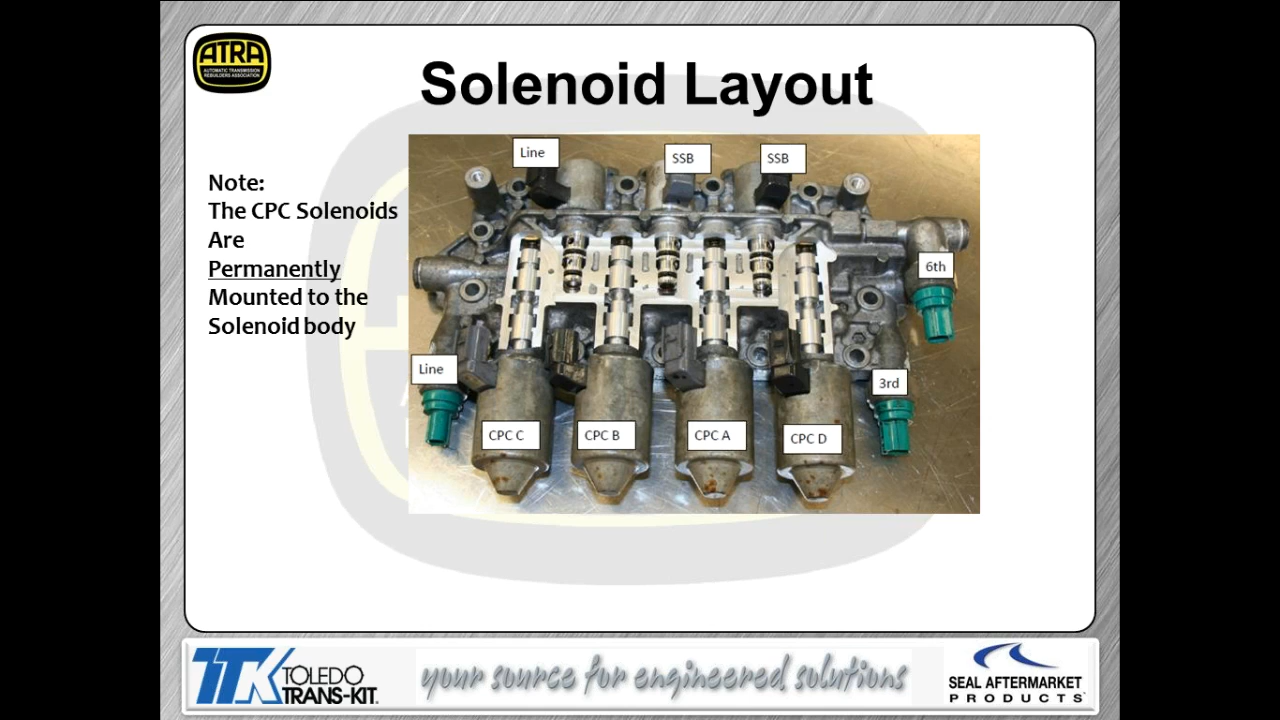 ATRA
AUTOMATIC TRANSMISSION
REBUILDERS ASSOCIATION
Solenoid Layout
Note:
The CPC Solenoids
Are
Permanently
Mounted to the
Solenoid body
Line
SSB
SSB
6th
Line
3rd
CPC C
CPC B
CPC A
CPC D
TTK TOLEDO
TRANS-KIT.
your source for engineered solutions
SEAL AFTERMARKET
PRODUCTS